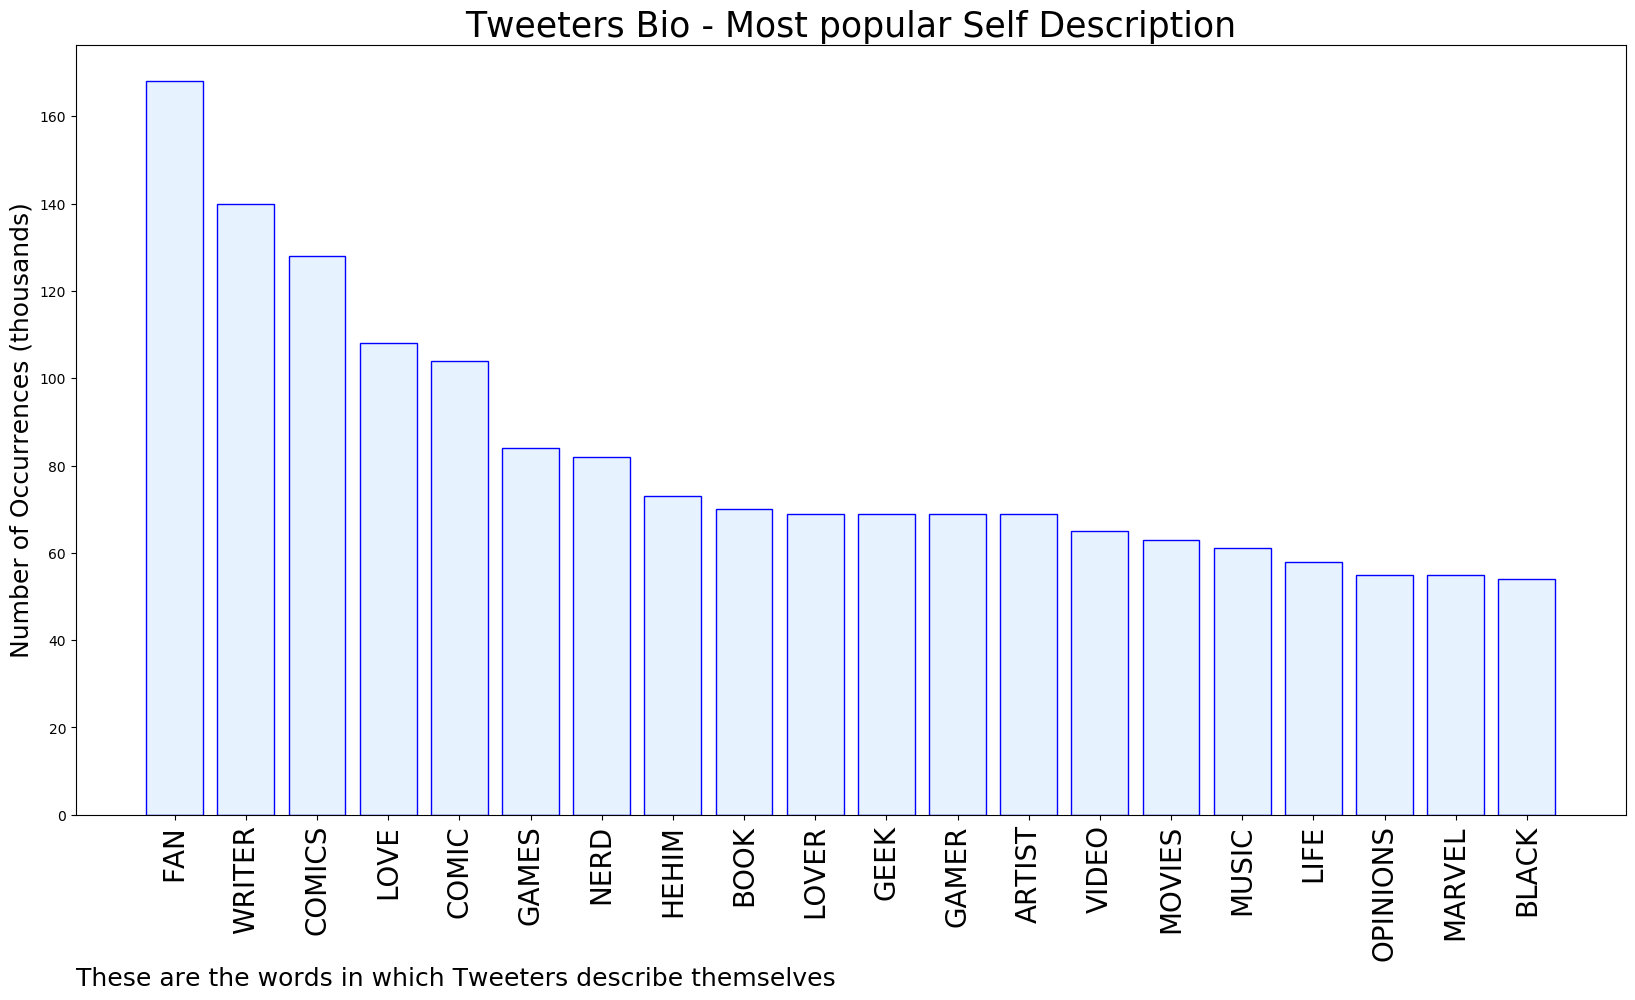 Tweeters Bio - Most popular Self Description
Number of Occurrences (thousands)
160
140
120
100
80
60
40
20
0
FAN
WRITER
COMICS
LOVE
COMIC
GAMES
NERD
HEHIM
BOOK
LOVER
GEEK
GAMER
ARTIST
VIDEO
MOVIES
MUSIC
LIFE
OPINIONS
MARVEL
BLACK
These are the words in which Tweeters describe themselves